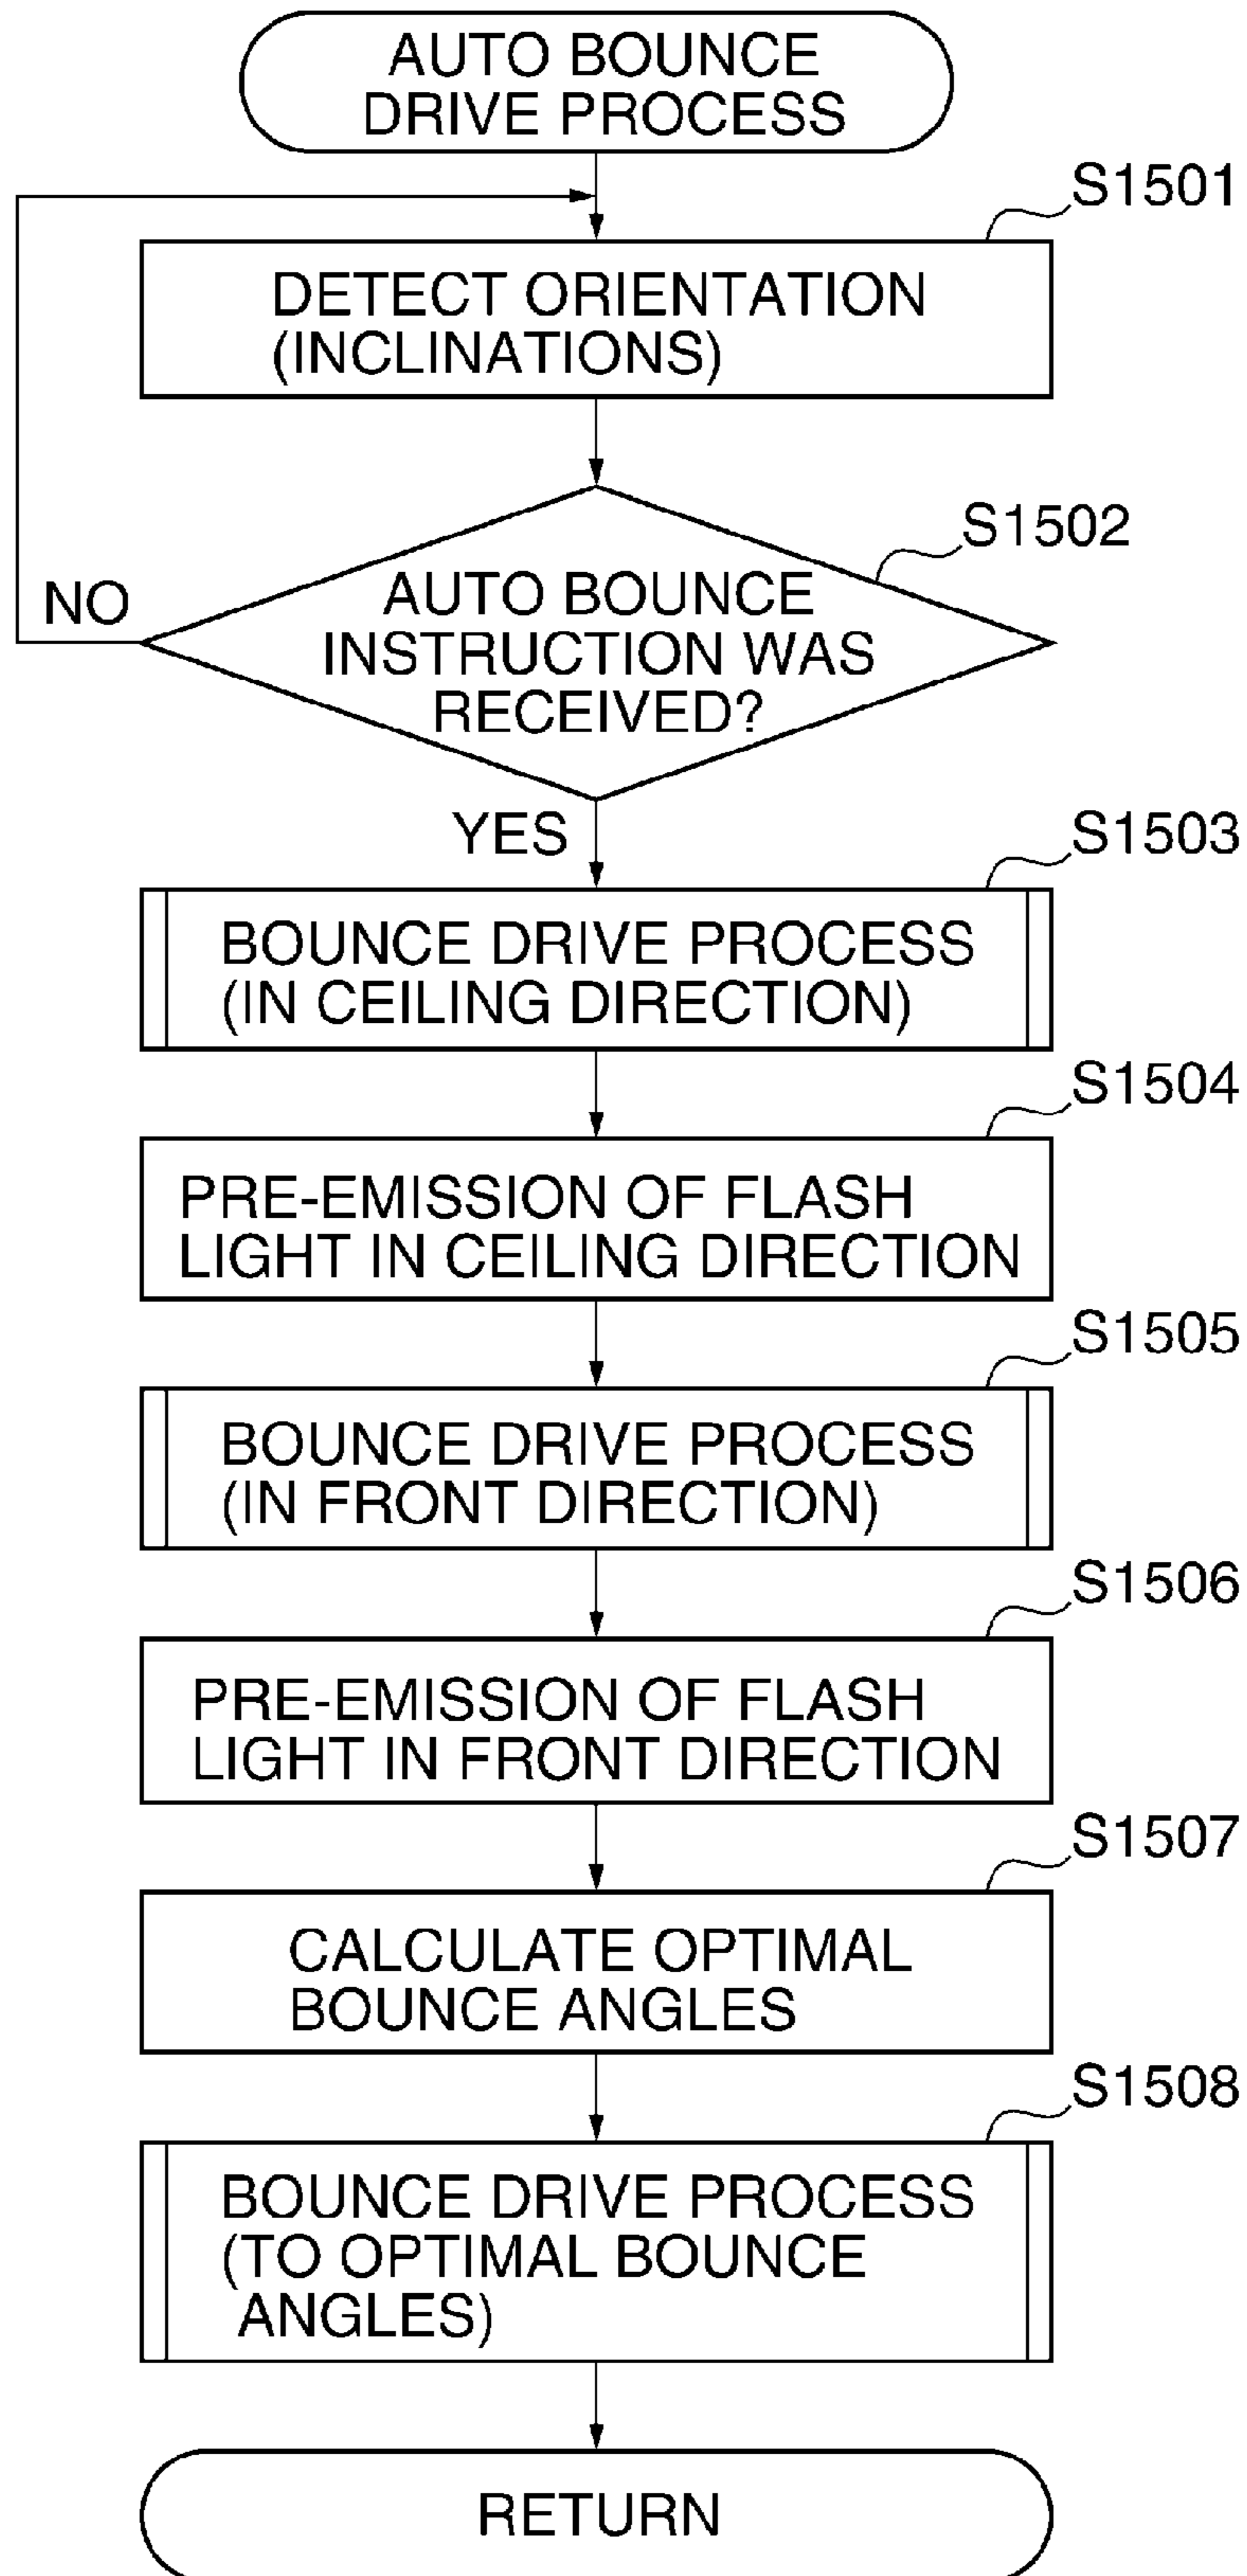 AUTO BOUNCE
DRIVE PROCESS
S1501
DETECT ORIENTATION
(INCLINATIONS)
S1502
AUTO BOUNCE
INSTRUCTION WAS
RECEIVED?
NO
YES
S1503
BOUNCE DRIVE PROCESS
(IN CEILING DIRECTION)
S1504
PRE-EMISSION OF FLASH
LIGHT IN CEILING DIRECTION
S1505
BOUNCE DRIVE PROCESS
(IN FRONT DIRECTION)
S1506
PRE-EMISSION OF FLASH
LIGHT IN FRONT DIRECTION
S1507
CALCULATE OPTIMAL
BOUNCE ANGLES
S1508
BOUNCE DRIVE PROCESS
(TO OPTIMAL BOUNCE
ANGLES)
RETURN